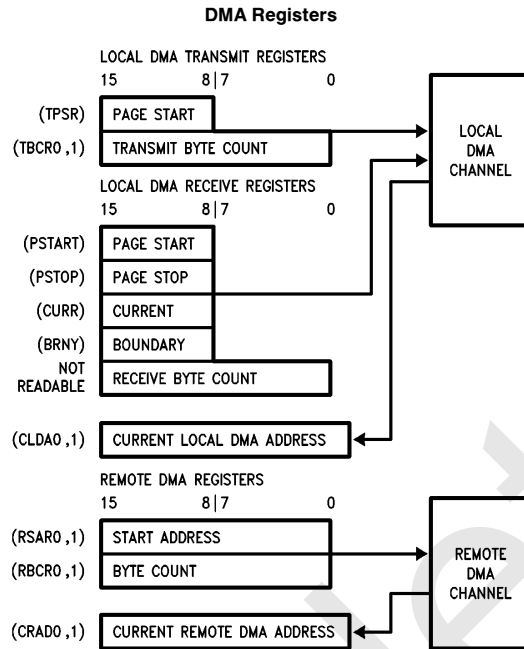 DMA Registers
LOCAL DMA TRANSMIT REGISTERS
15 8|7 0
(TPSR) PAGE START
(TBCR0,1) TRANSMIT BYTE COUNT
LOCAL DMA CHANNEL
LOCAL DMA RECEIVE REGISTERS
15 8|7 0
(PSTART) PAGE START
(PSTOP) PAGE STOP
(CURR) CURRENT
(BRNY) BOUNDARY
NOT READABLE RECEIVE BYTE COUNT
(CLDA0,1) CURRENT LOCAL DMA ADDRESS
REMOTE DMA REGISTERS
15 8|7 0
(RSAR0,1) START ADDRESS
(RBCR0,1) BYTE COUNT
REMOTE DMA CHANNEL
(CRAD0,1) CURRENT REMOTE DMA ADDRESS